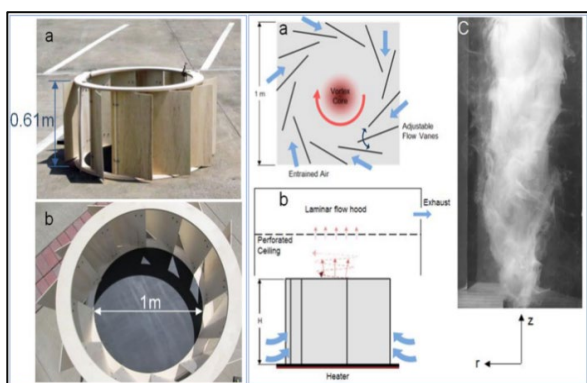 a
0.61m
b
1m
a
1 m
Vortex
Core
Adjustable
Flow Vanes
Entrained Air
b
Laminar flow hood
Exhaust
Perforated
Ceiling
H
Heater
C
z
r